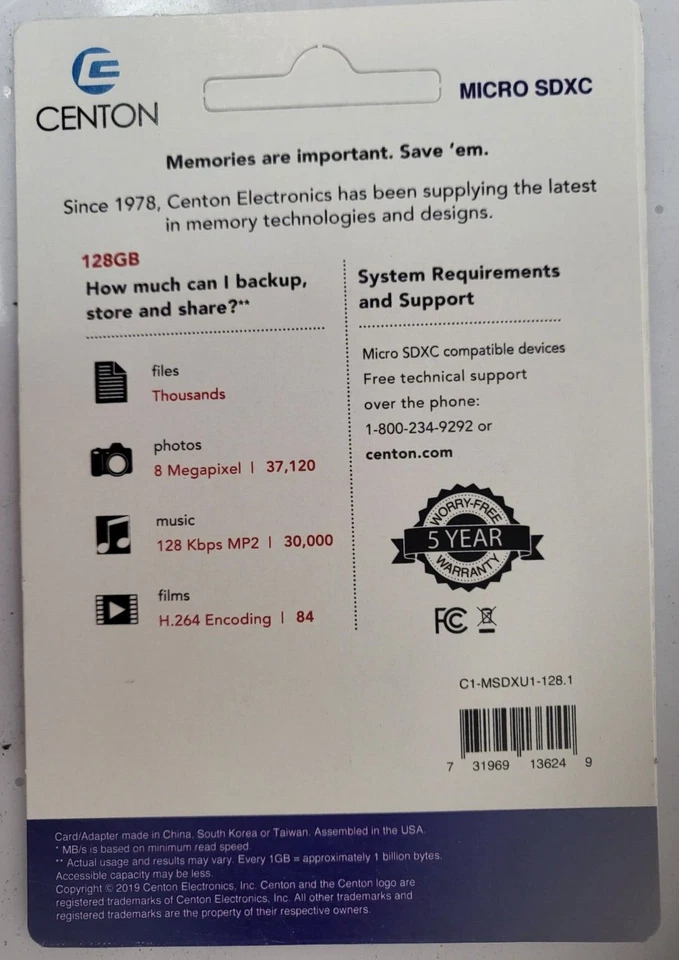 CENTON
MICRO SDXC
Memories are important. Save 'em.
Since 1978, Centon Electronics has been supplying the latest
in memory technologies and designs.
128GB
How much can I backup,
store and share?**
files
Thousands
photos
8 Megapixel | 37,120
music
128 Kbps MP2 | 30,000
films
H.264 Encoding | 84
System Requirements
and Support
Micro SDXC compatible devices
Free technical support
over the phone:
1-800-234-9292 or
centon.com
WORRY-FREE
5 YEAR
WARRANTY
FC
C1-MSDXU1-128.1
7 31969 13624 9
Card/Adapter made in China, South Korea or Taiwan. Assembled in the USA.
* MB/s is based on minimum read speed
** Actual usage and results may vary. Every 1GB = approximately 1 billion bytes.
Accessible capacity may be less.
Copyright © 2019 Centon Electronics, Inc. Centon and the Centon logo are
registered trademarks of Centon Electronics, Inc. All other trademarks and
registered trademarks are the property of their respective owners.